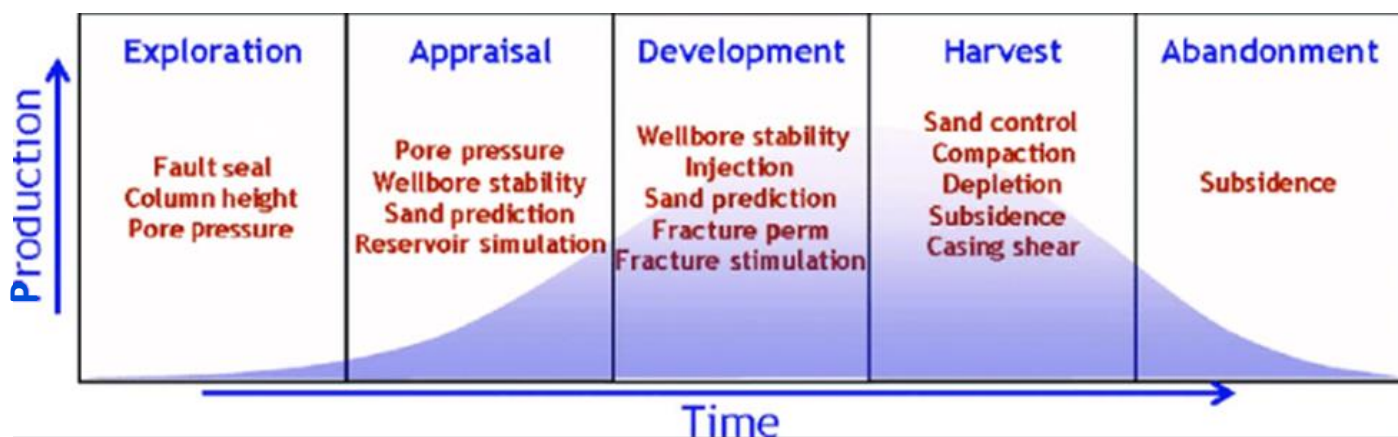 Exploration
Fault seal
Column height
Pore pressure
Appraisal
Pore pressure
Wellbore stability
Sand prediction
Reservoir simulation
Development
Wellbore stability
Injection
Sand prediction
Fracture perm
Fracture stimulation
Harvest
Sand control
Compaction
Depletion
Subsidence
Casing shear
Abandonment
Subsidence
Production
Time